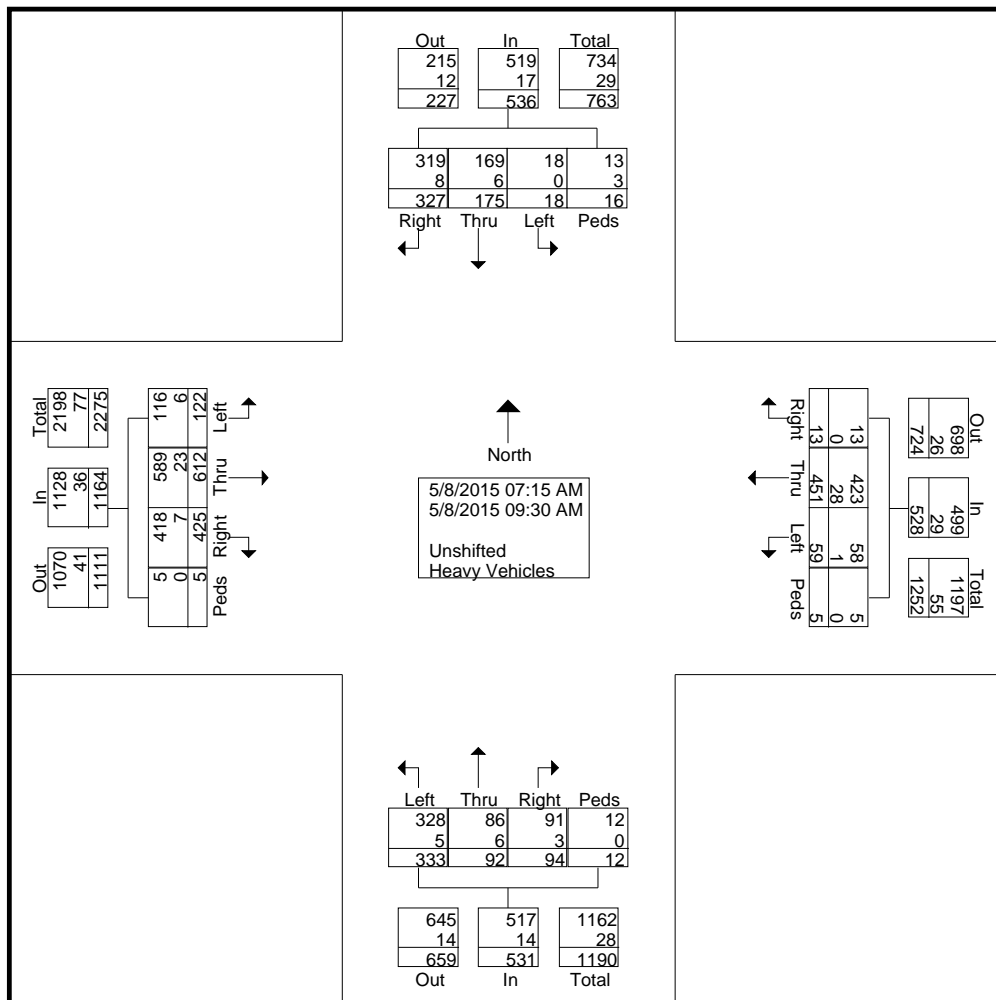 Out In Total
215 519 734
12 17 29
227 536 763
319 169 18 13
8 6 0 3
327 175 18 16
Right Thru Left Peds
Total
2198
77
2275
In
1128
36
1164
Out
1070
41
1111
116
6
122
Left
589
23
612
Thru
418
7
425
Right
5
0
5
Peds
North
5/8/2015 07:15 AM
5/8/2015 09:30 AM
Unshifted
Heavy Vehicles
Right
13
0
13
Thru
451
28
423
Left
59
1
58
Peds
5
0
5
Out
698
26
724
In
499
29
528
Total
1197
55
1252
Left Thru Right Peds
328 86 91 12
5 6 3 0
333 92 94 12
645 517 1162
14 14 28
659 531 1190
Out In Total